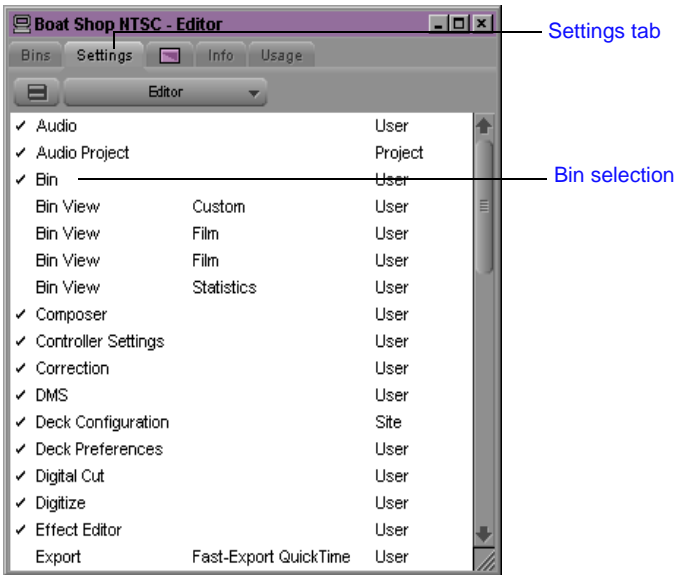 Boat Shop NTSC - Editor
Settings tab
Bins Settings Info Usage
Editor
Audio User
Audio Project Project
Bin User
Bin selection
Bin View Custom User
Bin View Film User
Bin View Film User
Bin View Statistics User
Composer User
Controller Settings User
Correction User
DMS User
Deck Configuration Site
Deck Preferences User
Digital Cut User
Digitize User
Effect Editor User
Export Fast-Export QuickTime User